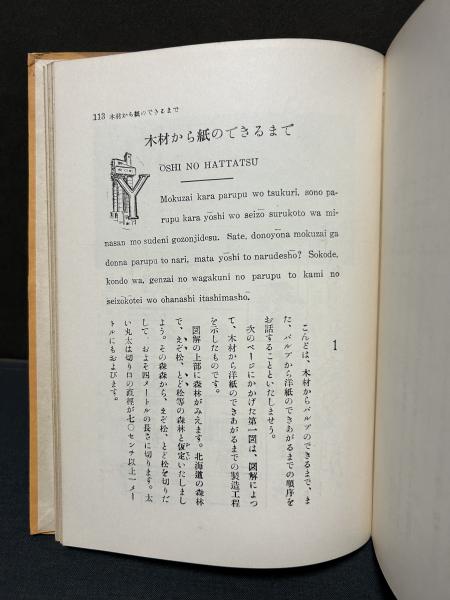 113 木材から紙のできるまで
木材から紙のできるまで
YŌSHI NO HATTATSU
Mokuzai kara parupu wo tsukuri, sono pa-
rupu kara yōshi wo seizō surukoto wa mi-
nasan mo sudeni gozonjidesu. Sate, donoyōna mokuzai ga
donna parupu to nari, mata yōshi to narudeshō? Sokode,
kondo wa, genzai no wagakuni no parupu to kami no
seizōkōtei wo ohanashi itashimashō.
1
こんどは、木材からパルプのできるまで、ま
た、パルプから洋紙のできあがるまでの順序を
お話することといたしませう。
次のページにかかげた第一図は、図解によつ
て、木材から洋紙のできあがるまでの製造工程
を示したものです。
図解の上部に森林がみえます。北海道の森林
で、えぞ松、とど松等の森林と仮定いたしまし
よう。その森森から、えぞ松、とど松を切りだ
して、およそ四メートルの長さに切ります。太
い丸太は切り口の直徑が七〇センチ以上一メー
トルにもおよびます。